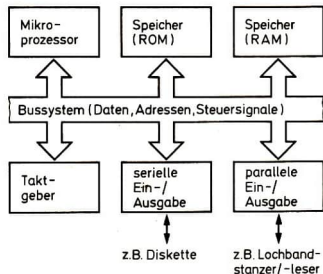 Mikro-
prozessor
Speicher
(ROM)
Speicher
(RAM)
Bussystem (Daten, Adressen, Steuersignale)
Takt-
geber
serielle
Ein-/
Ausgabe
parallele
Ein-/
Ausgabe
z.B. Diskette
z.B. Lochband-
stanzer/-leser